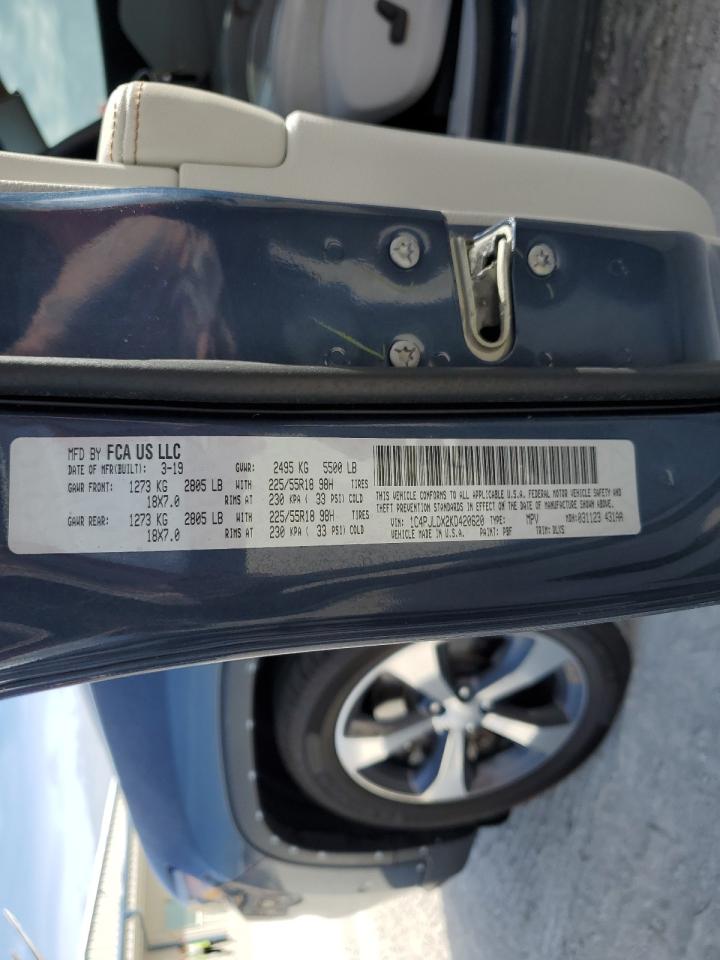 MFD BY FCA US LLC
DATE OF MFR(BUILT): 3-19 GVWR: 2495 KG 5500 LB
GAWR FRONT: 1273 KG 2805 LB WITH 225/55R18 98H TIRES
18X7.0 RIMS AT 230 KPA ( 33 PSI) COLD
GAWR REAR: 1273 KG 2805 LB WITH 225/55R18 98H TIRES
18X7.0 RIMS AT 230 KPA ( 33 PSI) COLD
THIS VEHICLE CONFORMS TO ALL APPLICABLE U.S.A. FEDERAL MOTOR VEHICLE SAFETY AND
THEFT PREVENTION STANDARDS IN EFFECT ON THE DATE OF MANUFACTURE SHOWN ABOVE.
VIN: 1C4PJLDX2KD420620 TYPE: MPV MDH: 031123 431AA
VEHICLE MADE IN U.S.A. PAINT: PBF TRIM: DLXS